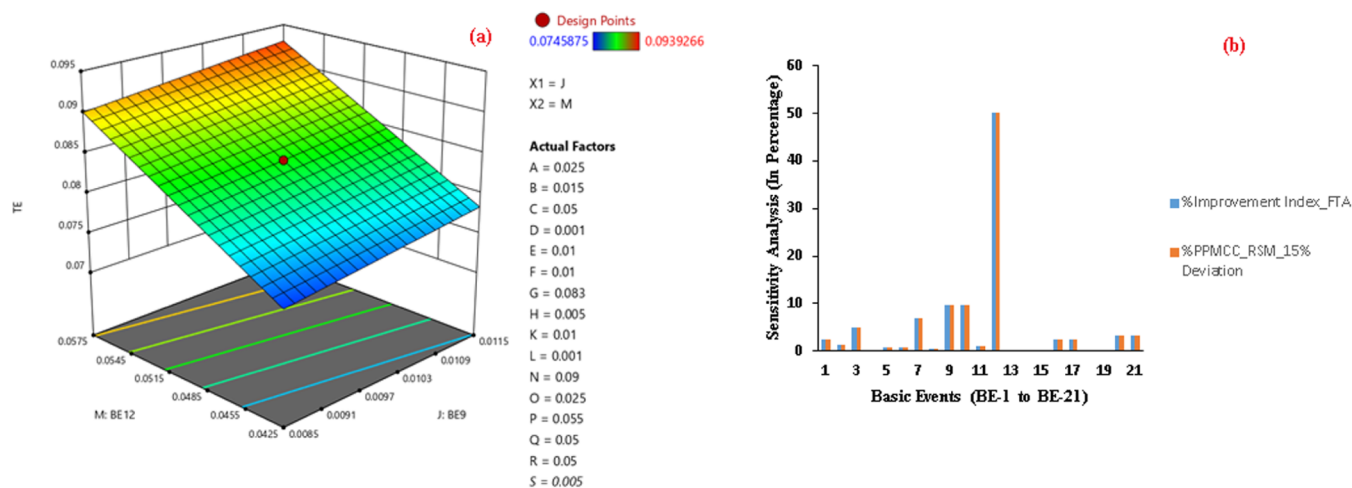 (a)
Design Points
0.0745875 0.0939266
X1 = J
X2 = M
Actual Factors
A = 0.025
B = 0.015
C = 0.05
D = 0.001
E = 0.01
F = 0.01
G = 0.083
H = 0.005
K = 0.01
L = 0.001
N = 0.09
O = 0.025
P = 0.055
Q = 0.05
R = 0.05
S = 0.005
TE
0.095
0.09
0.085
0.08
0.075
0.07
0.0575
0.0545
0.0515
0.0485
0.0455
0.0425
M: BE12
0.0115
0.0109
0.0103
0.0097
0.0091
0.0085
J: BE9
(b)
Sensitivity Analysis (In Percentage)
60
50
40
30
20
10
0
1 3 5 7 9 11 13 15 17 19 21
Basic Events (BE-1 to BE-21)
%Improvement Index_FTA
%PPMCC_RSM_15%
Deviation